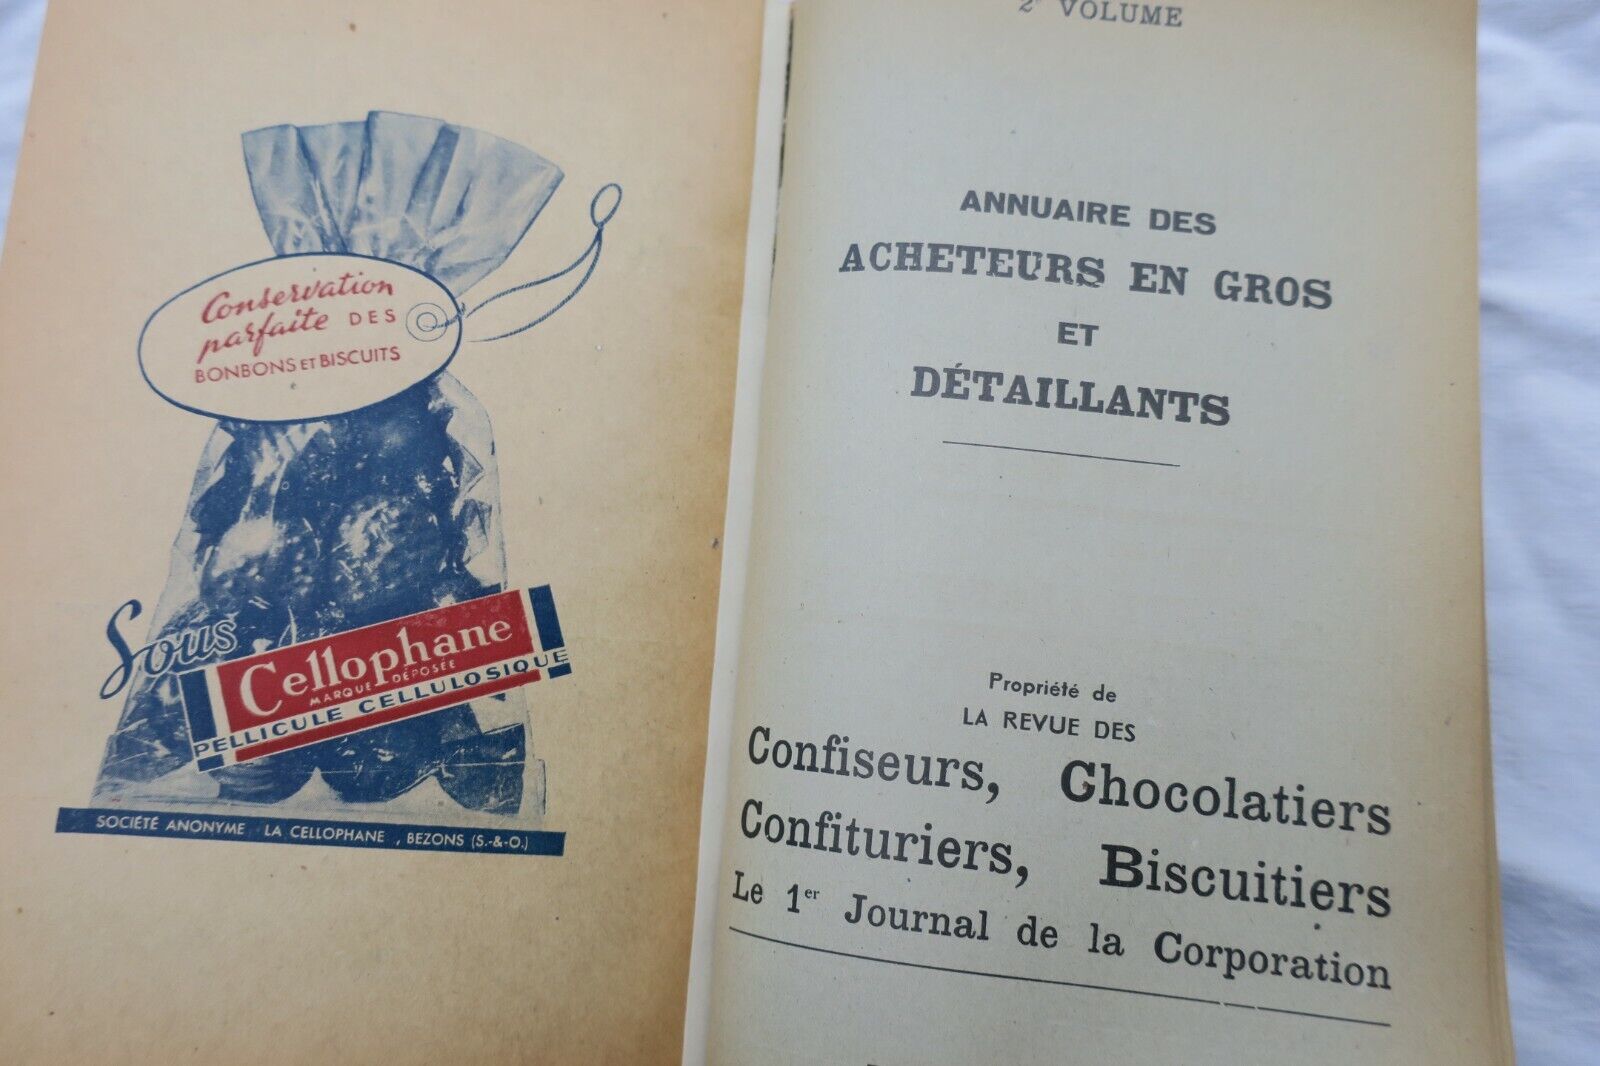 Conservation
parfaite DES
BONBONS ET BISCUITS
Sous
Cellophane
MARQUE DÉPOSÉE
PELLICULE CELLULOSIQUE
SOCIÉTÉ ANONYME LA CELLOPHANE, BEZONS (S.-&-O.)
2e VOLUME
ANNUAIRE DES
ACHETEURS EN GROS
ET
DÉTAILLANTS
Propriété de
LA REVUE DES
Confiseurs, Chocolatiers
Confituriers, Biscuitiers
Le 1er Journal de la Corporation